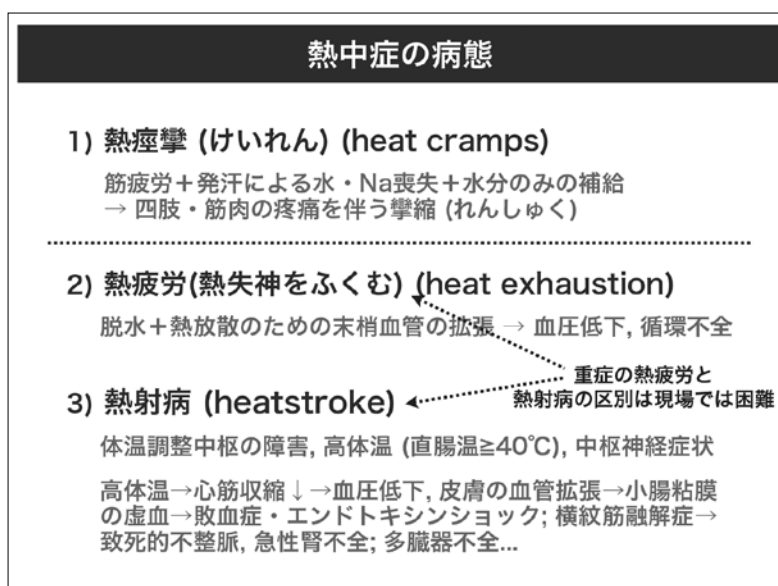 熱中症の病態
1) 熱痙攣 (けいれん) (heat cramps)
筋疲労＋発汗による水・Na喪失＋水分のみの補給
→ 四肢・筋肉の疼痛を伴う攣縮 (れんしゅく)
2) 熱疲労(熱失神をふくむ) (heat exhaustion)
脱水＋熱放散のための末梢血管の拡張 → 血圧低下, 循環不全
重症の熱疲労と
熱射病の区別は現場では困難
3) 熱射病 (heatstroke)
体温調整中枢の障害, 高体温 (直腸温≧40℃), 中枢神経症状
高体温→心筋収縮↓→血圧低下, 皮膚の血管拡張→小腸粘膜
の虚血→敗血症・エンドトキシンショック; 横紋筋融解症→
致死的不整脈, 急性腎不全; 多臓器不全...